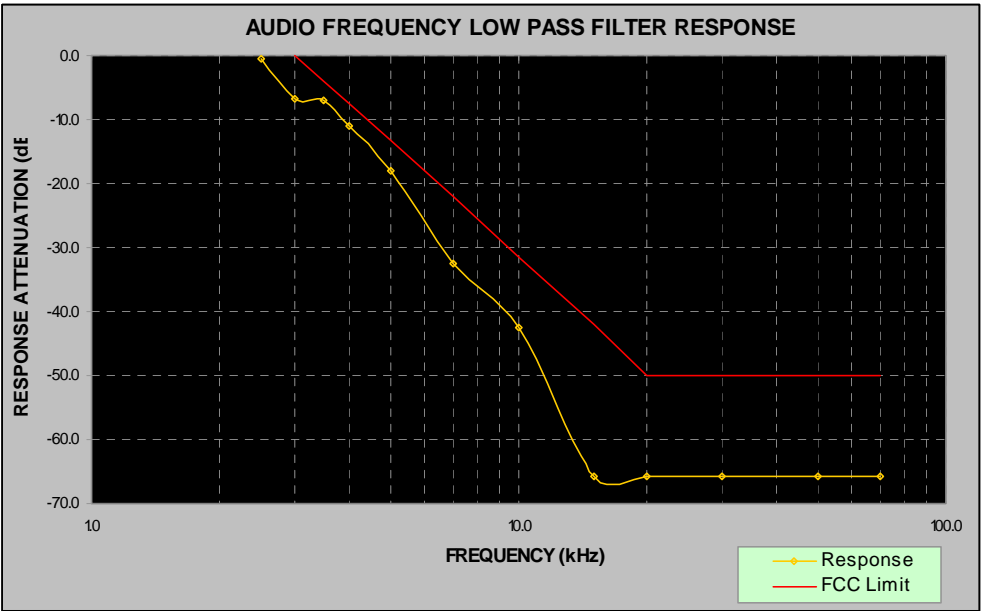 AUDIO FREQUENCY LOW PASS FILTER RESPONSE
0.0
-10.0
-20.0
-30.0
-40.0
-50.0
-60.0
-70.0
RESPONSE ATTENUATION (dB
1.0
10.0
100.0
FREQUENCY (kHz)
Response
FCC Limit